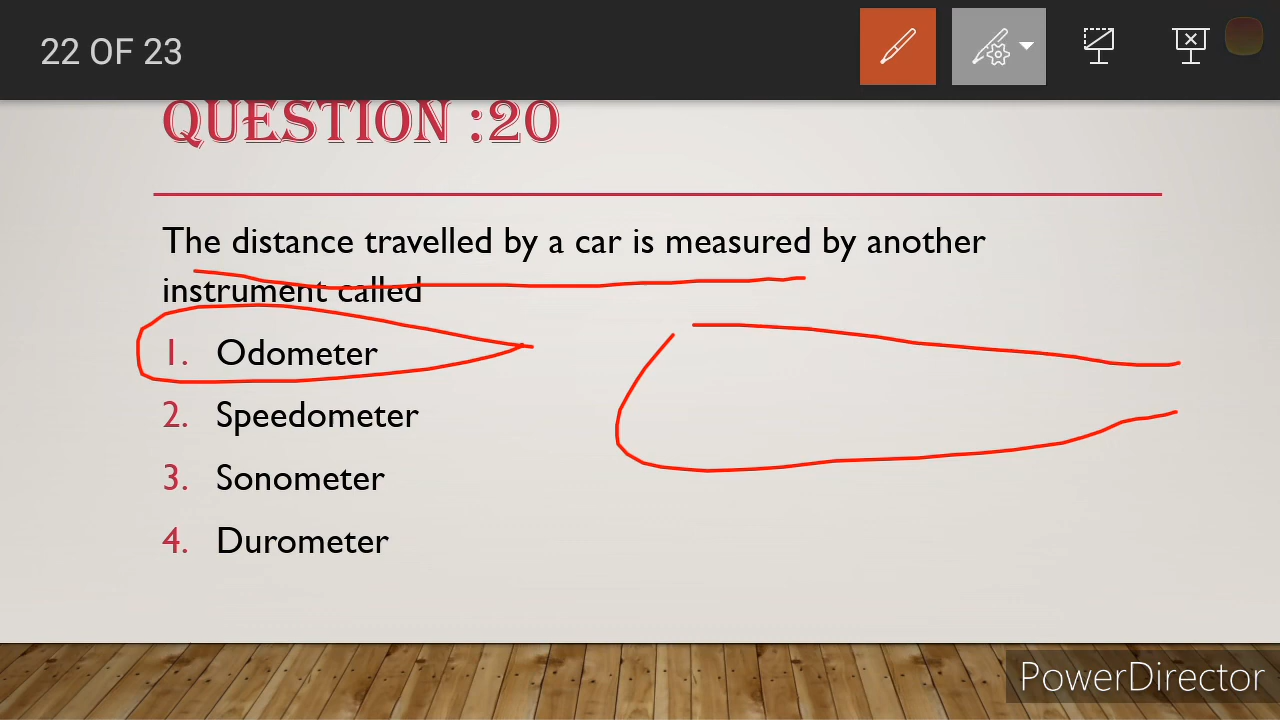 22 OF 23
QUESTION :20
The distance travelled by a car is measured by another
instrument called
1. Odometer
2. Speedometer
3. Sonometer
4. Durometer
PowerDirector